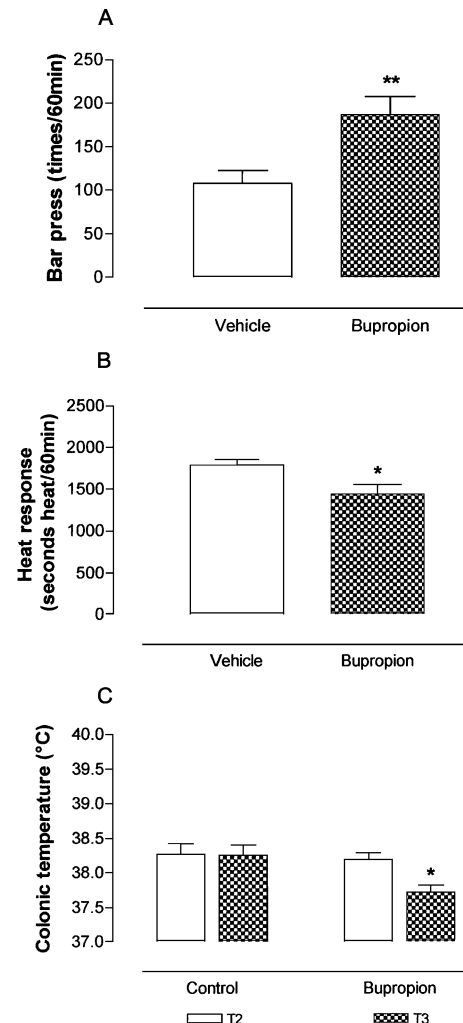 A
Bar press (times/60min)
250
200
150
100
50
0
**
Vehicle Bupropion
B
Heat response
(seconds heat/60min)
2500
2000
1500
1000
500
0
*
Vehicle Bupropion
C
Colonic temperature (°C)
40.0
39.5
39.0
38.5
38.0
37.5
37.0
*
Control Bupropion
T2 T3